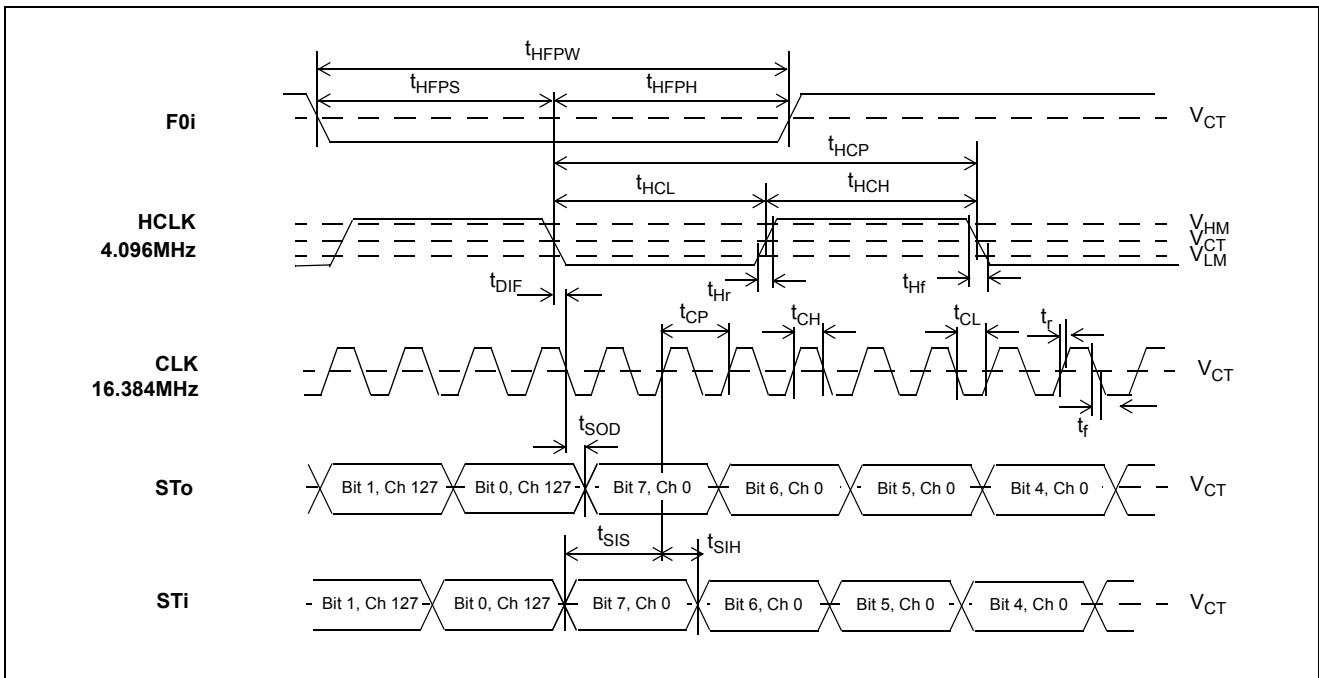 tHFPW
tHFPS tHFPH
F0i VCT
tHCP
tHCL tHCH
HCLK VHM
4.096MHz VCT
VLM
tDIF tHr tHf
tCP tCH tCL tr
CLK VCT
16.384MHz
tSOD tf
STo Bit 1, Ch 127 Bit 0, Ch 127 Bit 7, Ch 0 Bit 6, Ch 0 Bit 5, Ch 0 Bit 4, Ch 0 VCT
tSIS tSIH
STi Bit 1, Ch 127 Bit 0, Ch 127 Bit 7, Ch 0 Bit 6, Ch 0 Bit 5, Ch 0 Bit 4, Ch 0 VCT